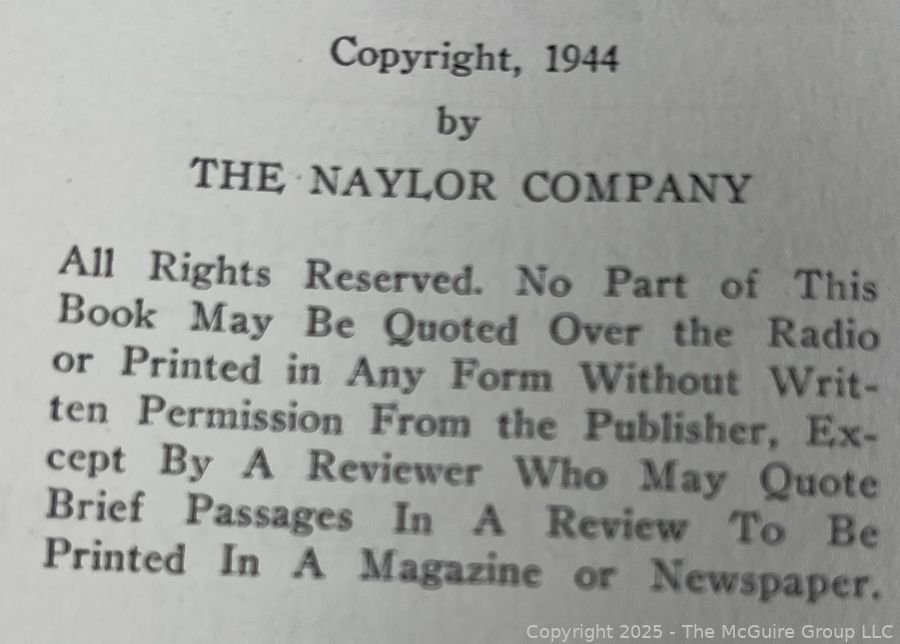 Copyright, 1944
by
THE NAYLOR COMPANY
All Rights Reserved. No Part of This
Book May Be Quoted Over the Radio
or Printed in Any Form Without Writ-
ten Permission From the Publisher, Ex-
cept By A Reviewer Who May Quote
Brief Passages In A Review To Be
Printed In A Magazine or Newspaper.
Copyright 2025 - The McGuire Group LLC